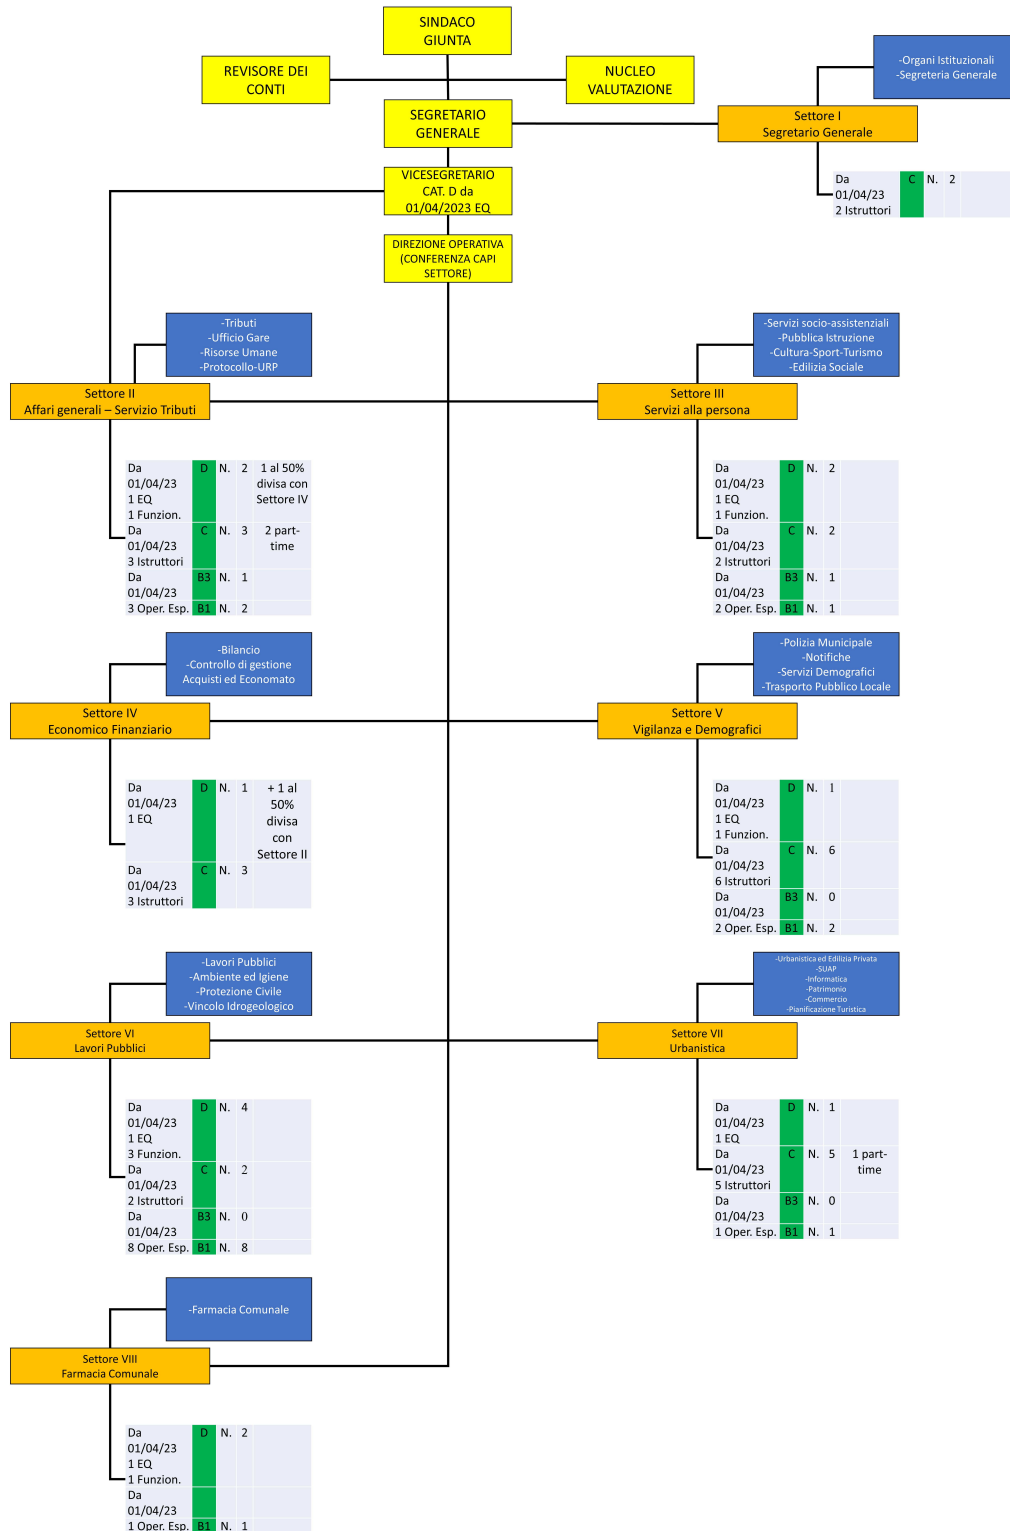 SINDACO
GIUNTA
REVISORE DEI
CONTI
NUCLEO
VALUTAZIONE
-Organi Istituzionali
-Segreteria Generale
SEGRETARIO
GENERALE
Settore I
Segretario Generale
VICESEGRETARIO
CAT. D da
01/04/2023 EQ
Da C N. 2
01/04/23
2 Istruttori
DIREZIONE OPERATIVA
(CONFERENZA CAPI
SETTORE)
-Tributi
-Ufficio Gare
-Risorse Umane
-Protocollo-URP
Settore II
Affari generali – Servizio Tributi
Da D N. 2 1 al 50%
01/04/23 divisa con
1 EQ Settore IV
1 Funzion.
Da C N. 3 2 part-
01/04/23 time
3 Istruttori
Da B3 N. 1
01/04/23
3 Oper. Esp. B1 N. 2
-Servizi socio-assistenziali
-Pubblica Istruzione
-Cultura-Sport-Turismo
-Edilizia Sociale
Settore III
Servizi alla persona
Da D N. 2
01/04/23
1 EQ
1 Funzion.
Da C N. 2
01/04/23
2 Istruttori
Da B3 N. 1
01/04/23
2 Oper. Esp. B1 N. 1
-Bilancio
-Controllo di gestione
Acquisti ed Economato
Settore IV
Economico Finanziario
Da D N. 1 + 1 al
01/04/23 50%
1 EQ divisa
con
Settore II
Da C N. 3
01/04/23
3 Istruttori
-Polizia Municipale
-Notifiche
-Servizi Demografici
-Trasporto Pubblico Locale
Settore V
Vigilanza e Demografici
Da D N. 1
01/04/23
1 EQ
1 Funzion.
Da C N. 6
01/04/23
6 Istruttori
Da B3 N. 0
01/04/23
2 Oper. Esp. B1 N. 2
-Lavori Pubblici
-Ambiente ed Igiene
-Protezione Civile
-Vincolo Idrogeologico
Settore VI
Lavori Pubblici
Da D N. 4
01/04/23
1 EQ
3 Funzion.
Da C N. 2
01/04/23
2 Istruttori
Da B3 N. 0
01/04/23
8 Oper. Esp. B1 N. 8
-Urbanistica ed Edilizia Privata
-SUAP
-Informatica
-Patrimonio
-Commercio
-Pianificazione Turistica
Settore VII
Urbanistica
Da D N. 1
01/04/23
1 EQ
Da C N. 5 1 part-
01/04/23 time
5 Istruttori
Da B3 N. 0
01/04/23
1 Oper. Esp. B1 N. 1
-Farmacia Comunale
Settore VIII
Farmacia Comunale
Da D N. 2
01/04/23
1 EQ
1 Funzion.
Da
01/04/23
1 Oper. Esp. B1 N. 1